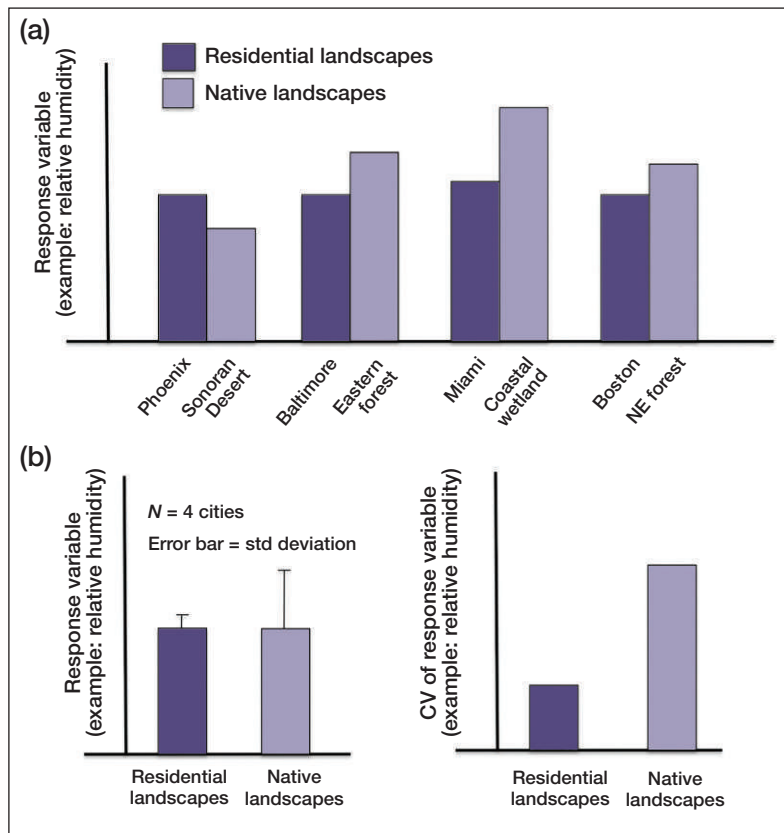 (a)
Residential landscapes
Native landscapes
Response variable
(example: relative humidity)
Phoenix
Sonoran
Desert
Baltimore
Eastern
forest
Miami
Coastal
wetland
Boston
NE forest
(b)
Response variable
(example: relative humidity)
N = 4 cities
Error bar = std deviation
Residential
landscapes
Native
landscapes
CV of response variable
(example: relative humidity)
Residential
landscapes
Native
landscapes